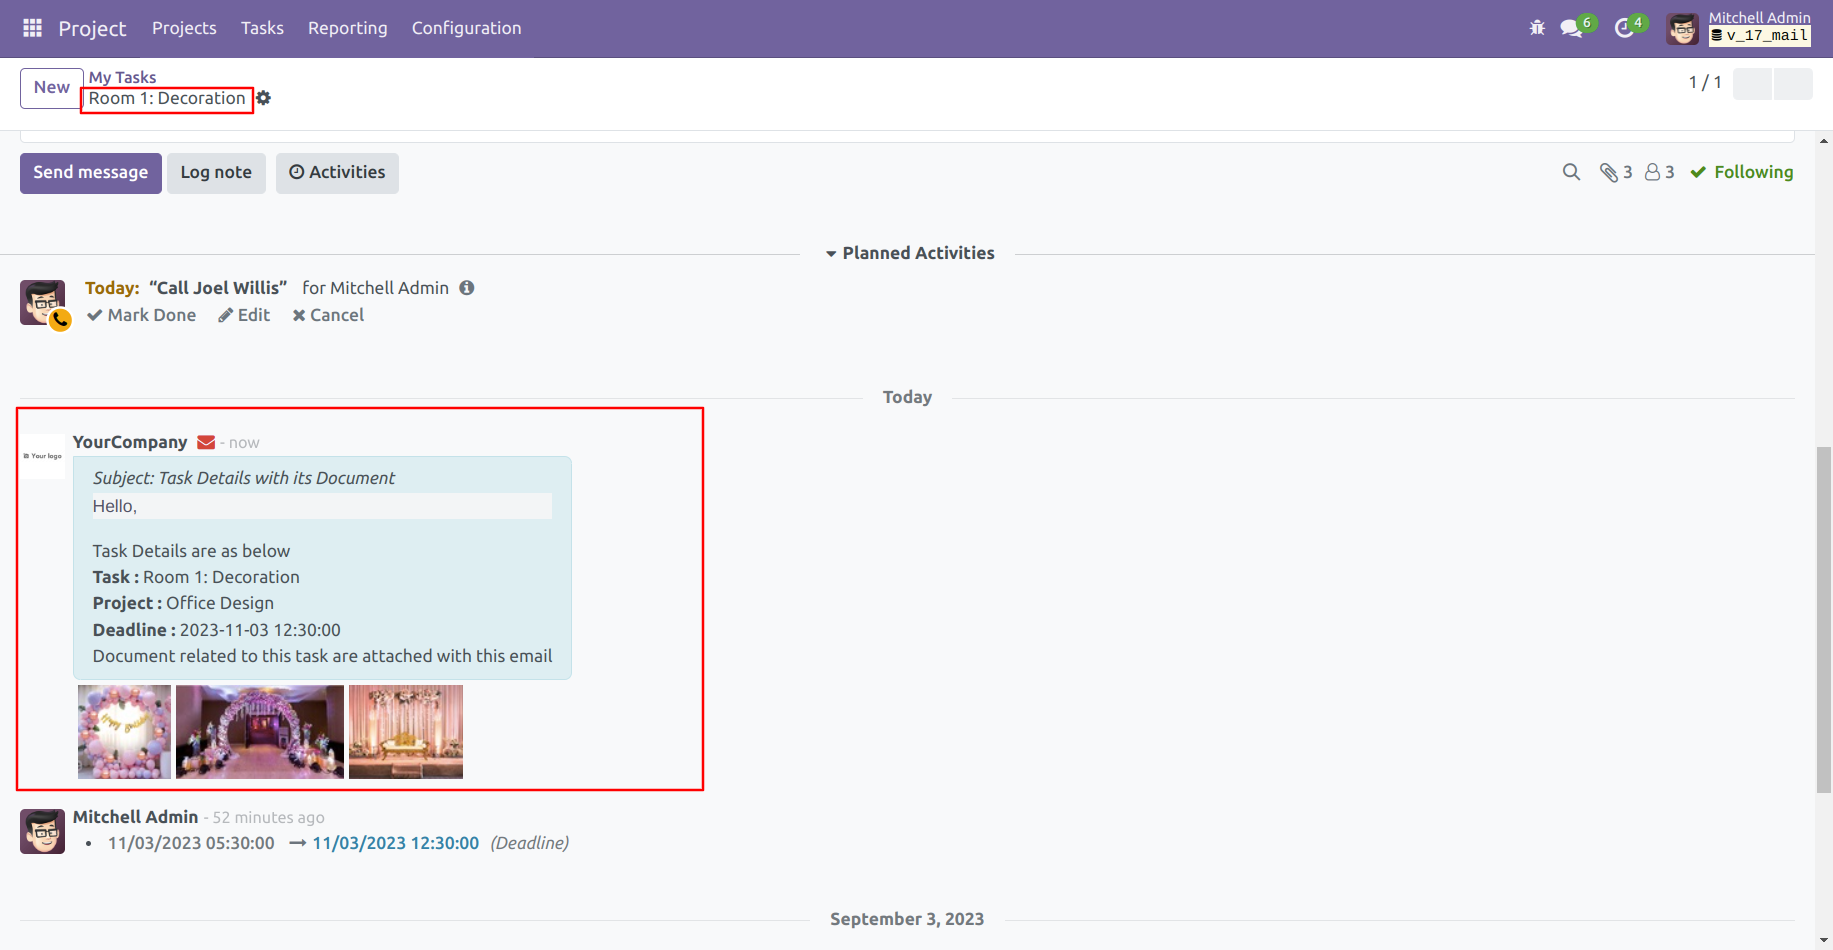 Project Projects Tasks Reporting Configuration 6 4 Mitchell Admin
v_17_mail
New My Tasks 1 / 1
Room 1: Decoration
Send message Log note Activities 3 3 Following
Planned Activities
Today: “Call Joel Willis” for Mitchell Admin
Mark Done Edit Cancel
Today
YourCompany - now
Your logo
Subject: Task Details with its Document
Hello,
Task Details are as below
Task : Room 1: Decoration
Project : Office Design
Deadline : 2023-11-03 12:30:00
Document related to this task are attached with this email
Happy Birthday
Mitchell Admin - 52 minutes ago
• 11/03/2023 05:30:00 → 11/03/2023 12:30:00 (Deadline)
September 3, 2023